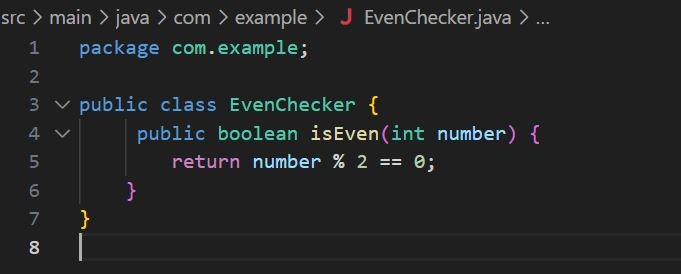 src > main > java > com > example > J EvenChecker.java > ...
1 package com.example;
2
3 public class EvenChecker {
4 public boolean isEven(int number) {
5 return number % 2 == 0;
6 }
7 }
8